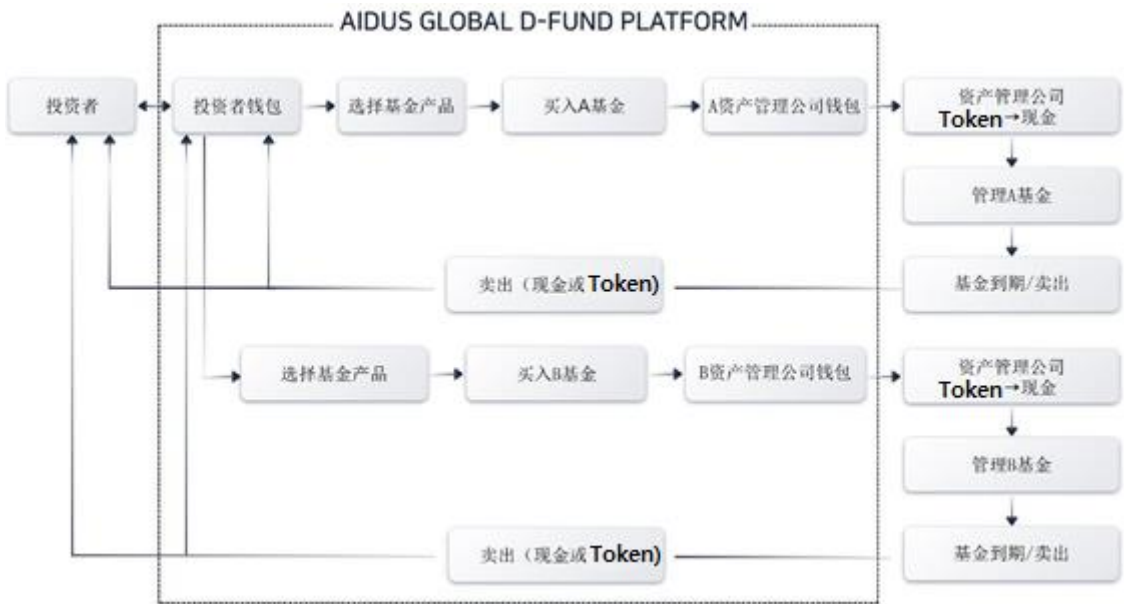 AIDUS GLOBAL D-FUND PLATFORM
投资者
投资者钱包
选择基金产品
买入A基金
A资产管理公司钱包
资产管理公司
Token→现金
管理A基金
卖出（现金或Token)
基金到期/卖出
选择基金产品
买入B基金
B资产管理公司钱包
资产管理公司
Token→现金
管理B基金
卖出（现金或Token)
基金到期/卖出